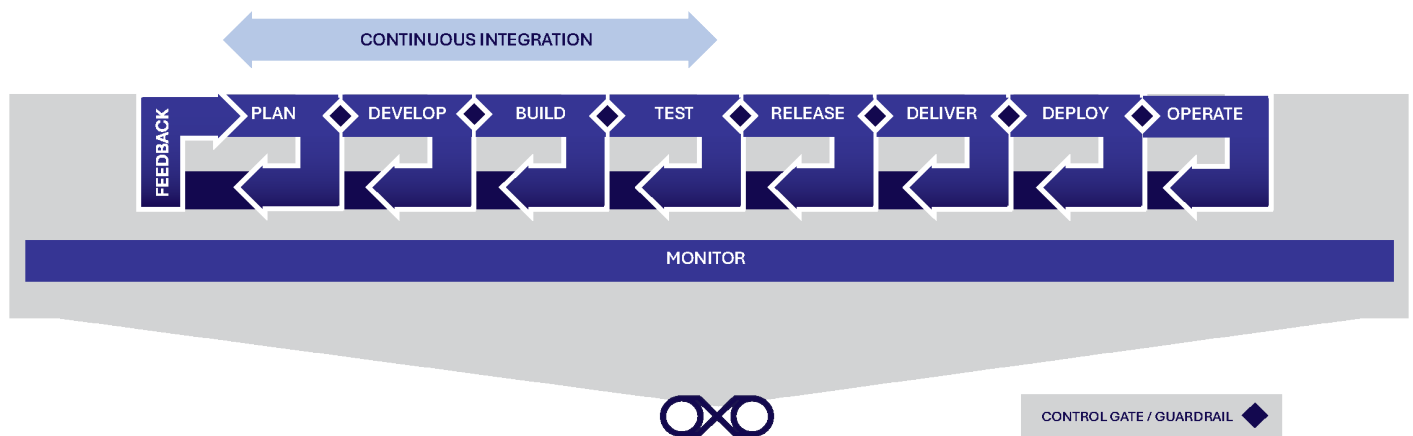 CONTINUOUS INTEGRATION
FEEDBACK
PLAN
DEVELOP
BUILD
TEST
RELEASE
DELIVER
DEPLOY
OPERATE
MONITOR
CONTROL GATE / GUARDRAIL